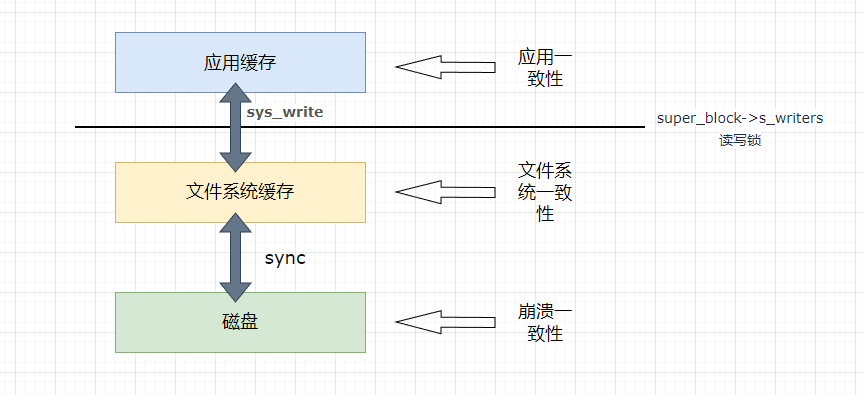 应用缓存
应用一
致性
sys_write
super_block->s_writers
读写锁
文件系统缓存
文件系
统一致
性
sync
磁盘
崩溃一
致性